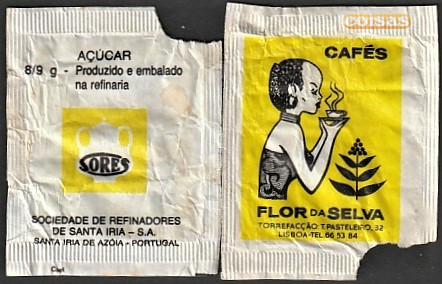 AÇÚCAR
8/9 g - Produzido e embalado
na refinaria
SORES
SOCIEDADE DE REFINADORES
DE SANTA IRIA - S.A.
SANTA IRIA DE AZÓIA - PORTUGAL
coisas
CAFÉS
FLOR DA SELVA
TORREFACÇÃO: T. PASTELEIRO, 32
LISBOA-TEL. 66 53 84